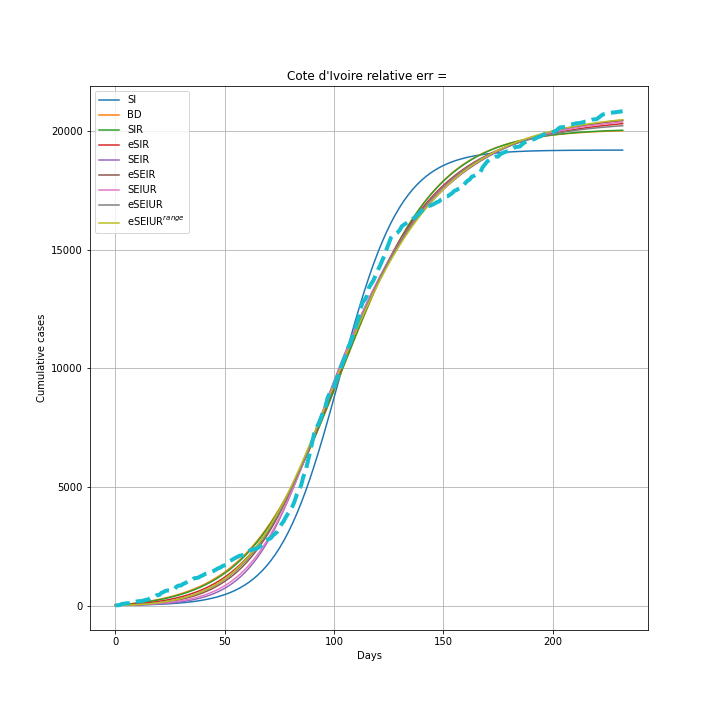 Cote d'Ivoire relative err =
SI
BD
SIR
eSIR
SEIR
eSEIR
SEIUR
eSEIUR
eSEIUR^range
20000
15000
10000
5000
0
Cumulative cases
0 50 100 150 200
Days